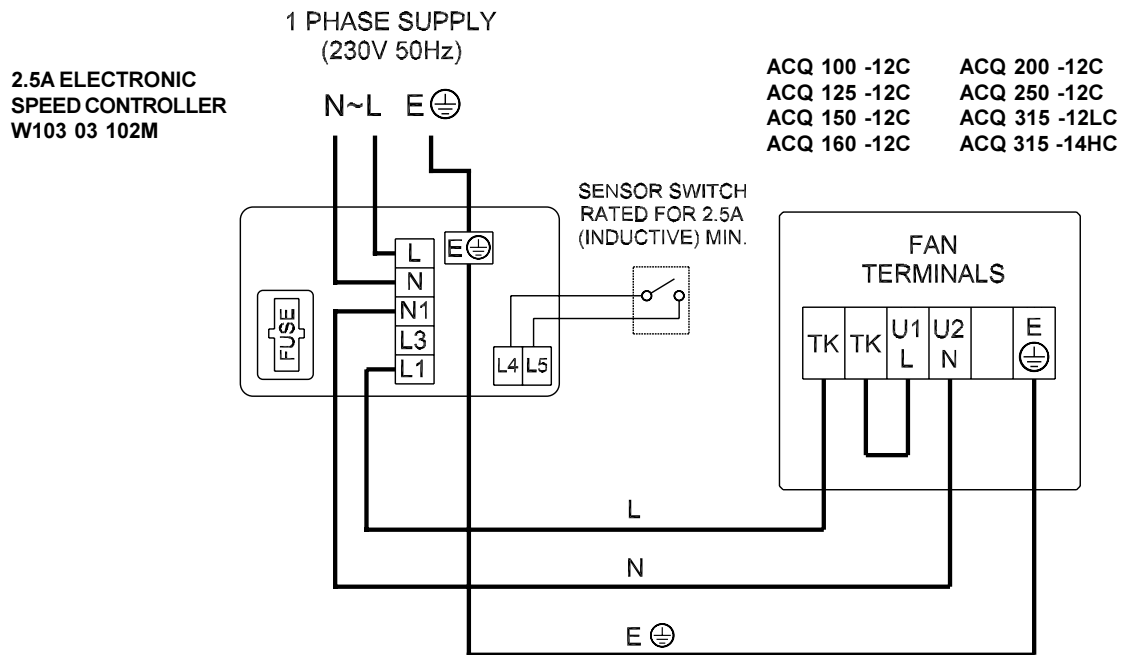 1 PHASE SUPPLY
(230V 50Hz)
2.5A ELECTRONIC
SPEED CONTROLLER
W103 03 102M
N~L E
ACQ 100 -12C ACQ 200 -12C
ACQ 125 -12C ACQ 250 -12C
ACQ 150 -12C ACQ 315 -12LC
ACQ 160 -12C ACQ 315 -14HC
SENSOR SWITCH
RATED FOR 2.5A
(INDUCTIVE) MIN.
L
N
N1
L3
L1
E
FUSE
L4 L5
FAN
TERMINALS
TK TK U1 L U2 N E
L
N
E